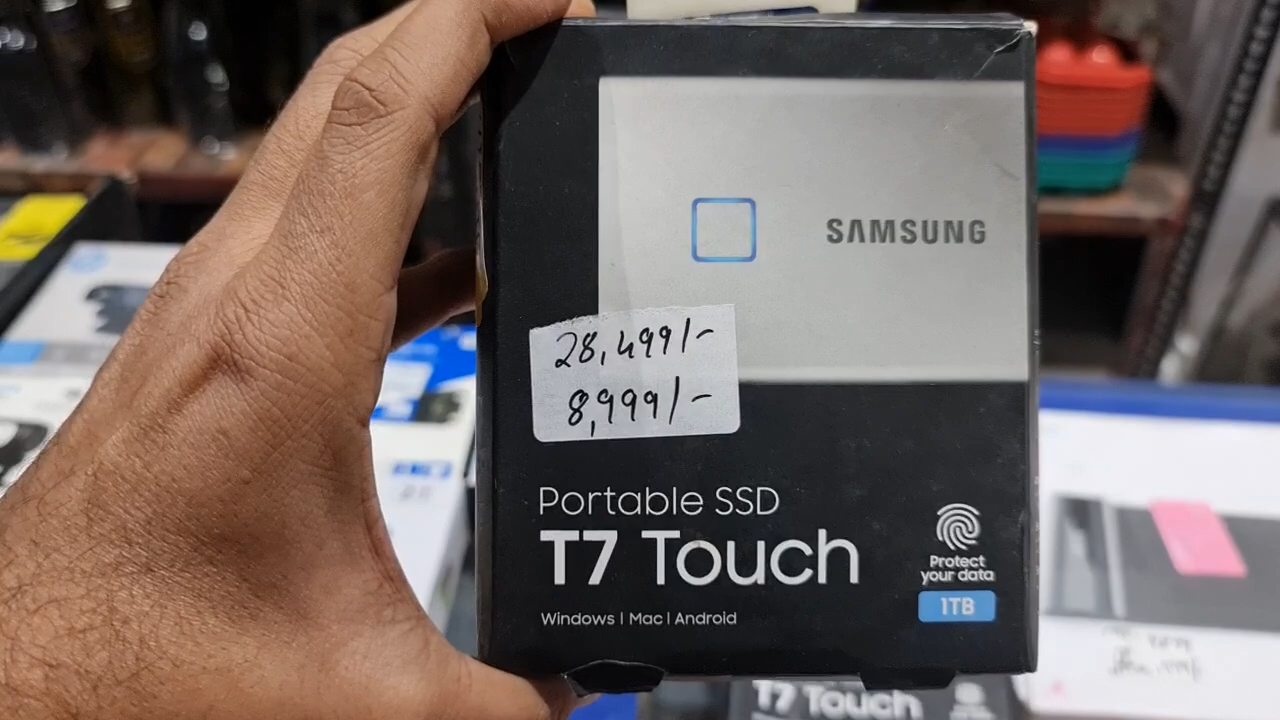 SAMSUNG
28,499/-
8,999/-
Portable SSD
T7 Touch
Protect
your data
1TB
Windows | Mac | Android
T7 Touch